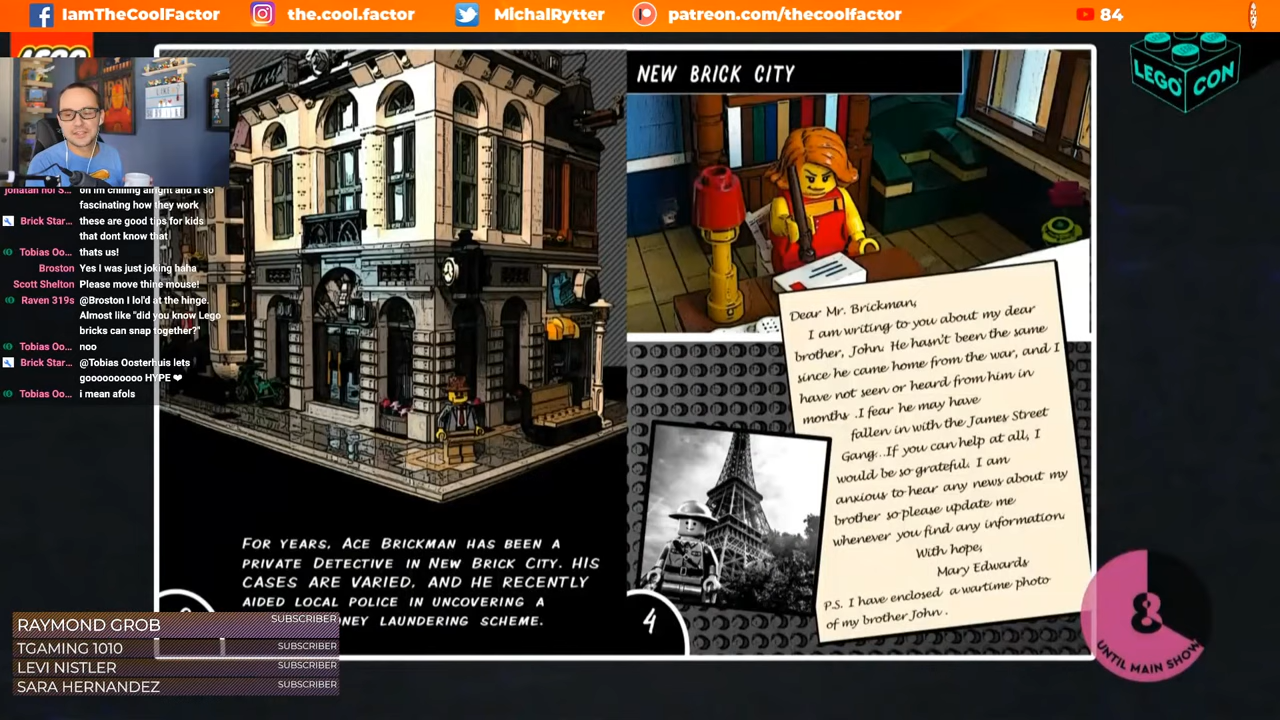 IamTheCoolFactor the.cool.factor MichalRytter patreon.com/thecoolfactor 84
LEGO
LEGO CON
jonatan hol S... oh im chilling alright and it so
fascinating how they work
Brick Star... these are good tips for kids
that dont know that!
Tobias Oo... thats us!
Broston Yes I was just joking haha
Scott Shelton Please move thine mouse!
Raven 319s @Broston I lol'd at the hinge.
Almost like "did you know Lego
bricks can snap together?"
Tobias Oo... noo
Brick Star... @Tobias Oosterhuis lets
goooooooooo HYPE ❤
Tobias Oo... i mean afols
FOR YEARS, ACE BRICKMAN HAS BEEN A
PRIVATE DETECTIVE IN NEW BRICK CITY. HIS
CASES ARE VARIED, AND HE RECENTLY
AIDED LOCAL POLICE IN UNCOVERING A
NEY LAUNDERING SCHEME.
NEW BRICK CITY
Dear Mr. Brickman,
I am writing to you about my dear
brother, John. He hasn't been the same
since he came home from the war, and I
have not seen or heard from him in
months .I fear he may have
fallen in with the James Street
Gang...If you can help at all, I
would be so grateful. I am
anxious to hear any news about my
brother so please update me
whenever you find any information.
With hope,
Mary Edwards
P.S. I have enclosed a wartime photo
of my brother John .
4
8
UNTIL MAIN SHOW
RAYMOND GROB SUBSCRIBER
TGAMING 1010 SUBSCRIBER
LEVI NISTLER SUBSCRIBER
SARA HERNANDEZ SUBSCRIBER